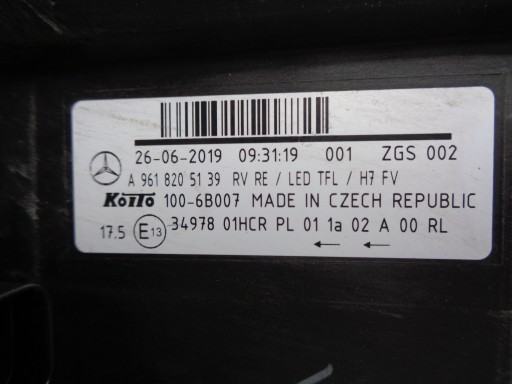 26-06-2019 09:31:19 001 ZGS 002
A 961 820 51 39 RV RE / LED TFL / H7 FV
KOITO 100-6B007 MADE IN CZECH REPUBLIC
17.5 E13 34978 01HCR PL 01 1a 02 A 00 RL
← ←